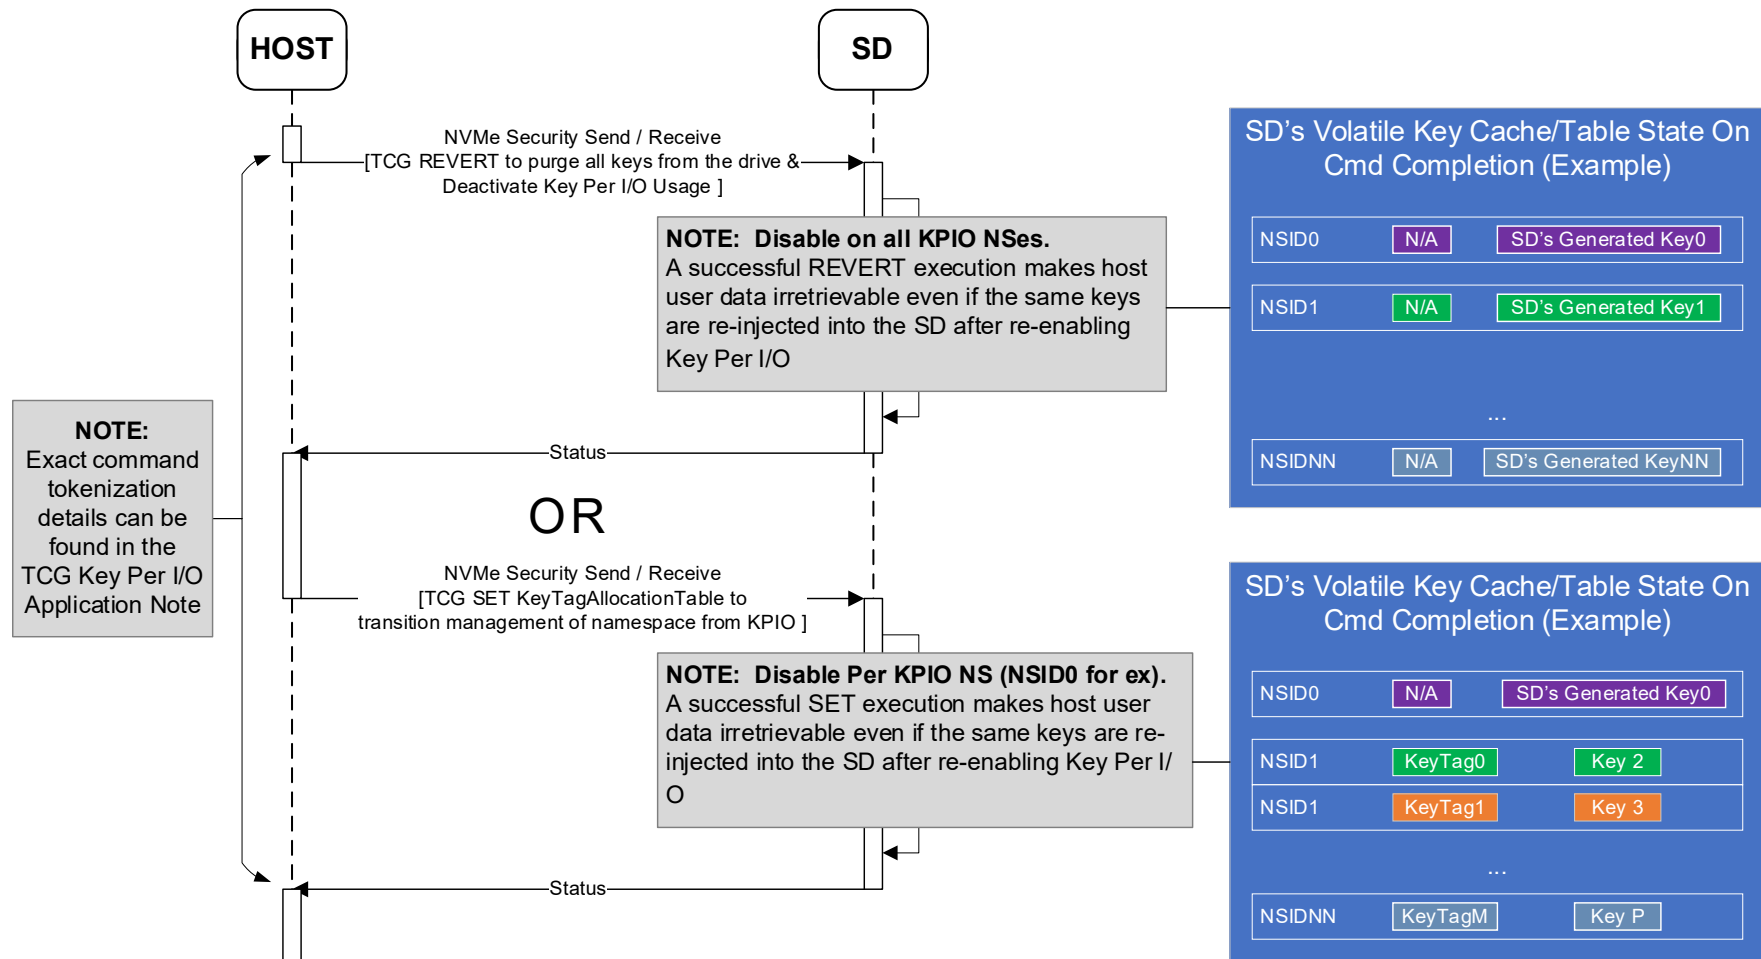 HOST
SD
NVMe Security Send / Receive
[TCG REVERT to purge all keys from the drive &
Deactivate Key Per I/O Usage ]
NOTE:  Disable on all KPIO NSes.
A successful REVERT execution makes host
user data irretrievable even if the same keys
are re-injected into the SD after re-enabling
Key Per I/O
SD's Volatile Key Cache/Table State On
Cmd Completion (Example)
NSID0 N/A SD's Generated Key0
NSID1 N/A SD's Generated Key1
...
NSIDNN N/A SD's Generated KeyNN
Status
NOTE:
Exact command
tokenization
details can be
found in the
TCG Key Per I/O
Application Note
OR
NVMe Security Send / Receive
[TCG SET KeyTagAllocationTable to
transition management of namespace from KPIO ]
NOTE:  Disable Per KPIO NS (NSID0 for ex).
A successful SET execution makes host user
data irretrievable even if the same keys are re-
injected into the SD after re-enabling Key Per I/
O
SD's Volatile Key Cache/Table State On
Cmd Completion (Example)
NSID0 N/A SD's Generated Key0
NSID1 KeyTag0 Key 2
NSID1 KeyTag1 Key 3
...
NSIDNN KeyTagM Key P
Status